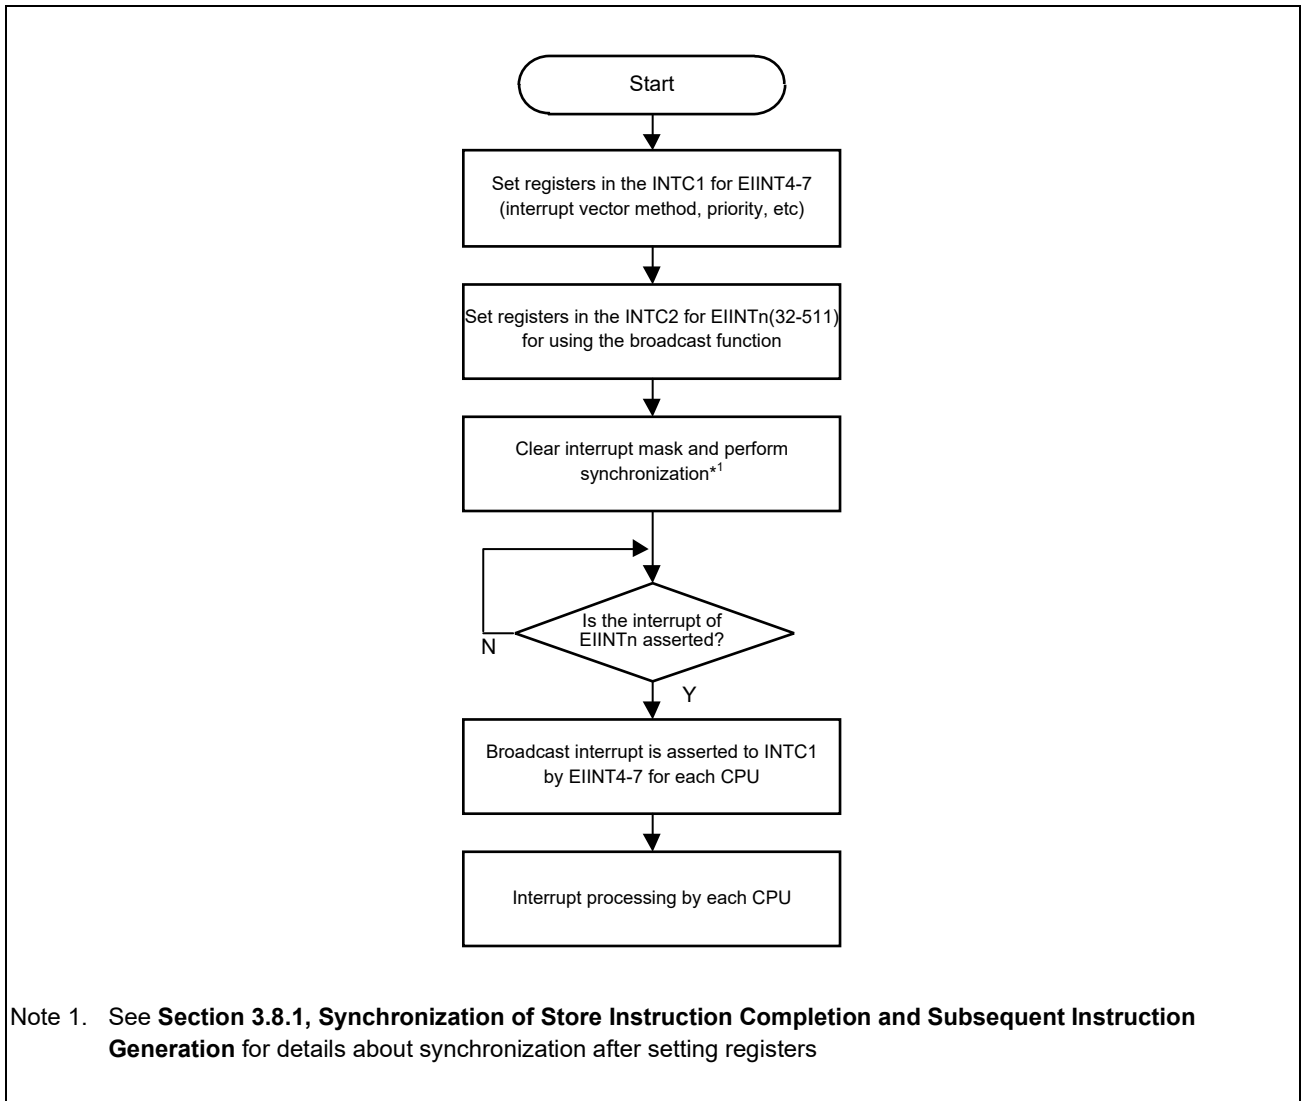 Start
Set registers in the INTC1 for EIINT4-7
(interrupt vector method, priority, etc)
Set registers in the INTC2 for EIINTn(32-511)
for using the broadcast function
Clear interrupt mask and perform
synchronization*1
Is the interrupt of
EIINTn asserted?
N
Y
Broadcast interrupt is asserted to INTC1
by EIINT4-7 for each CPU
Interrupt processing by each CPU
Note 1. See Section 3.8.1, Synchronization of Store Instruction Completion and Subsequent Instruction
Generation for details about synchronization after setting registers